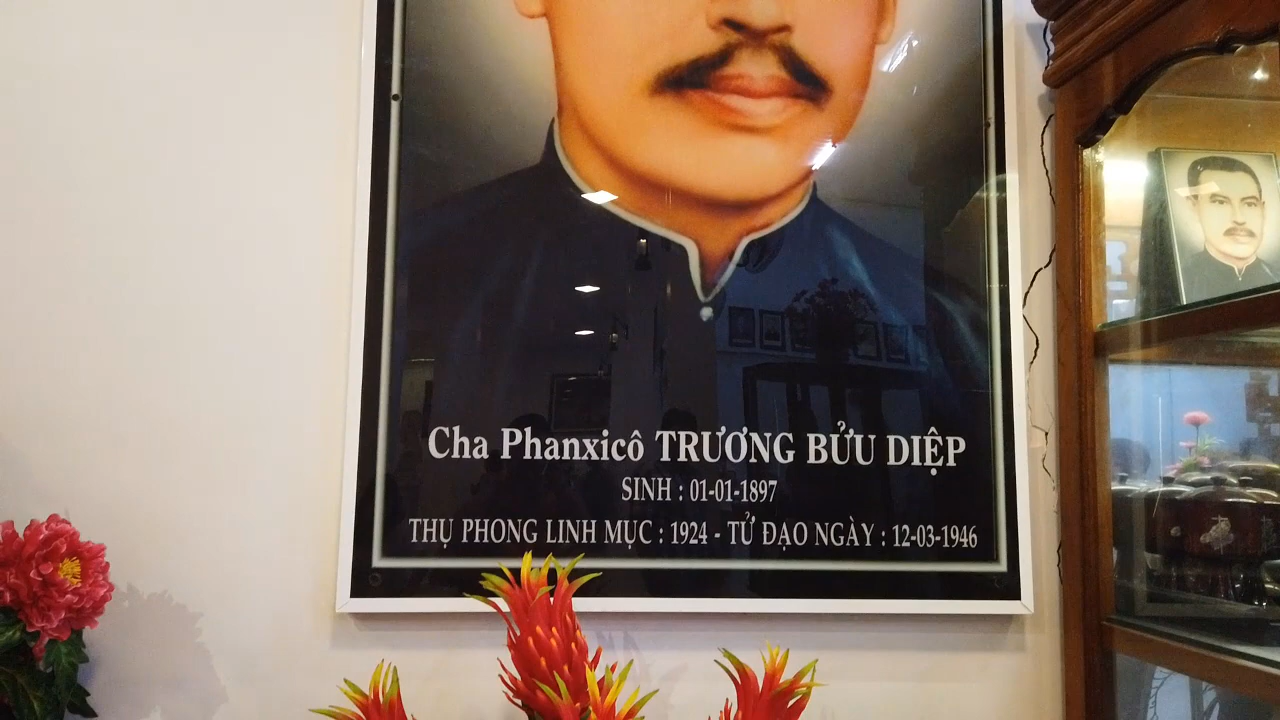 Cha Phanxicô TRƯƠNG BỬU DIỆP
SINH : 01-01-1897
THỤ PHONG LINH MỤC : 1924 - TỬ ĐẠO NGÀY : 12-03-1946